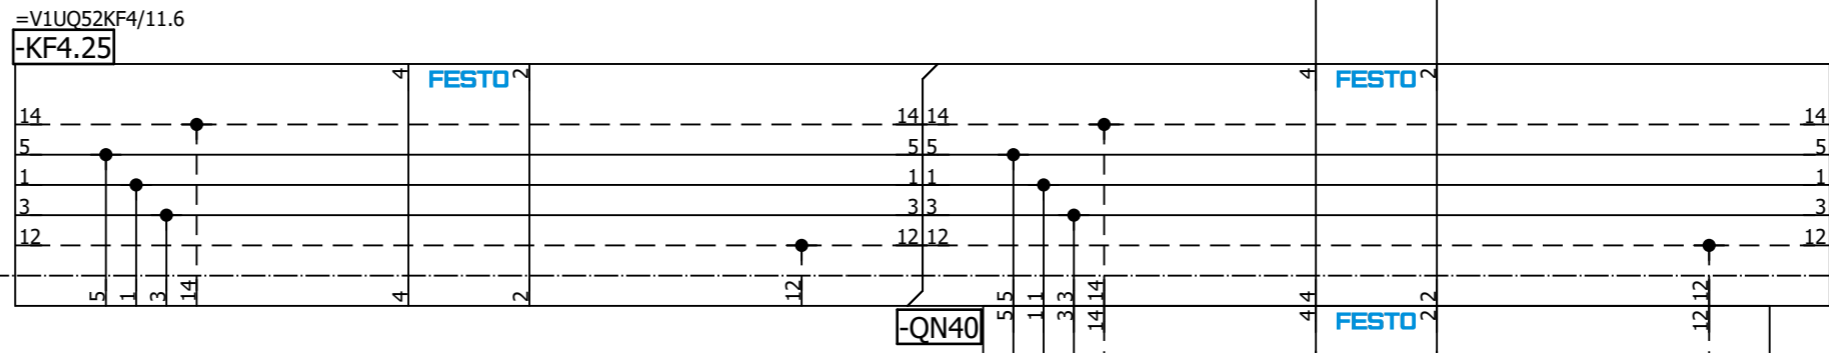 =V1UQ52KF4/11.6
-KF4.25
4 FESTO 2 4 FESTO 2
14 14 14 14
5 5 5 5
1 1 1 1
3 3 3 3
12 12 12 12
5 1 3 14 4 2 12 5 1 3 14 4 2 12
-QN40 5 1 3 14 4 FESTO 2 12